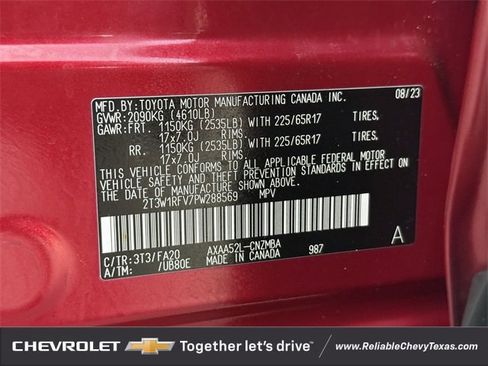 MFD.BY:TOYOTA MOTOR MANUFACTURING CANADA INC. 08/23
GVWR:2090KG (4610LB)
GAWR:FRT. 1150KG (2535LB) WITH 225/65R17 TIRES.
17x7.0J RIMS.
RR. 1150KG (2535LB) WITH 225/65R17 TIRES.
17x7.0J RIMS.
THIS VEHICLE CONFORMS TO ALL APPLICABLE FEDERAL MOTOR
VEHICLE SAFETY AND THEFT PREVENTION STANDARDS IN EFFECT
ON THE DATE OF MANUFACTURE SHOWN ABOVE.
2T3W1RFV7PW288569 MPV
C/TR:3T3/FA20 AXAA52L-CNZMBA 987 A
A/TM: /UB80E MADE IN CANADA
CHEVROLET Together let's drive™ www.ReliableChevyTexas.com